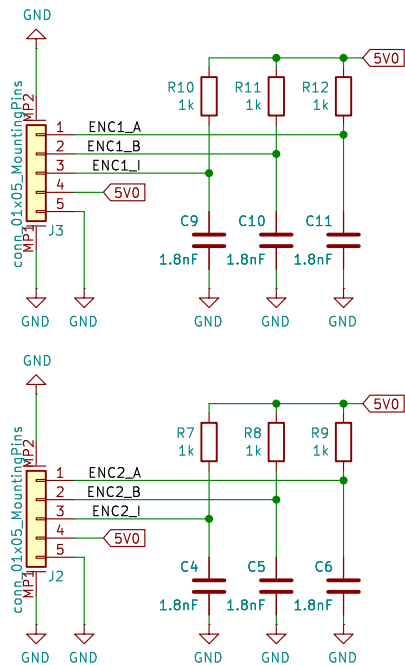 GND
5V0
R10 1k
R11 1k
R12 1k
MP2
conn_01x05_MountingPins
1 ENC1_A
2 ENC1_B
3 ENC1_I
4 5V0
5
MP1
J3
C9 1.8nF
C10 1.8nF
C11 1.8nF
GND GND GND GND GND
GND
5V0
R7 1k
R8 1k
R9 1k
MP2
conn_01x05_MountingPins
1 ENC2_A
2 ENC2_B
3 ENC2_I
4 5V0
5
MP1
J2
C4 1.8nF
C5 1.8nF
C6 1.8nF
GND GND GND GND GND